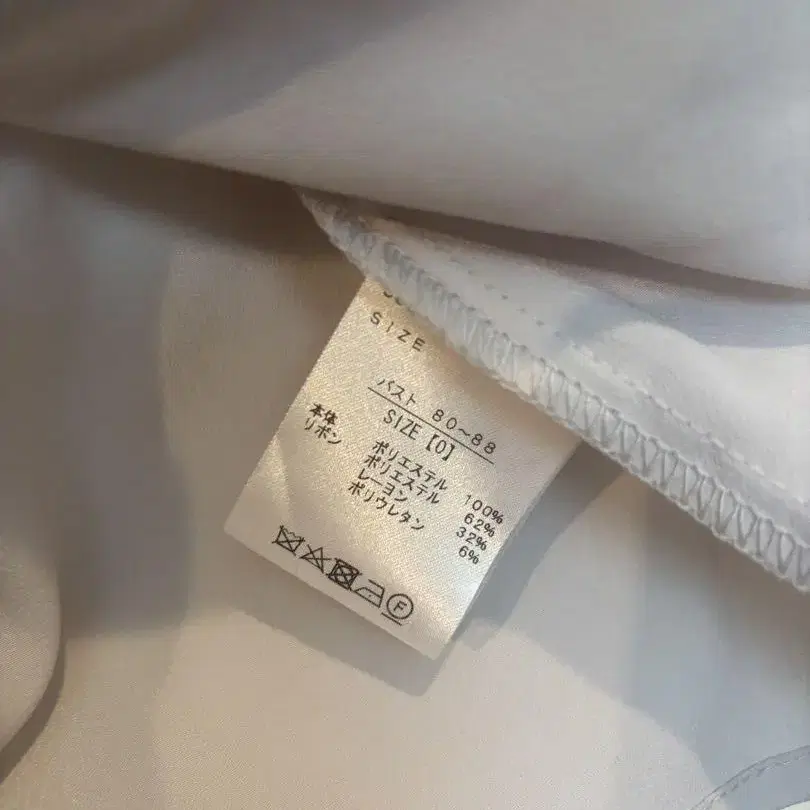 SIZE
バスト 80~88
SIZE【0】
本体 ポリエステル 100%
リボン ポリエステル 62%
レーヨン 32%
ポリウレタン 6%
F